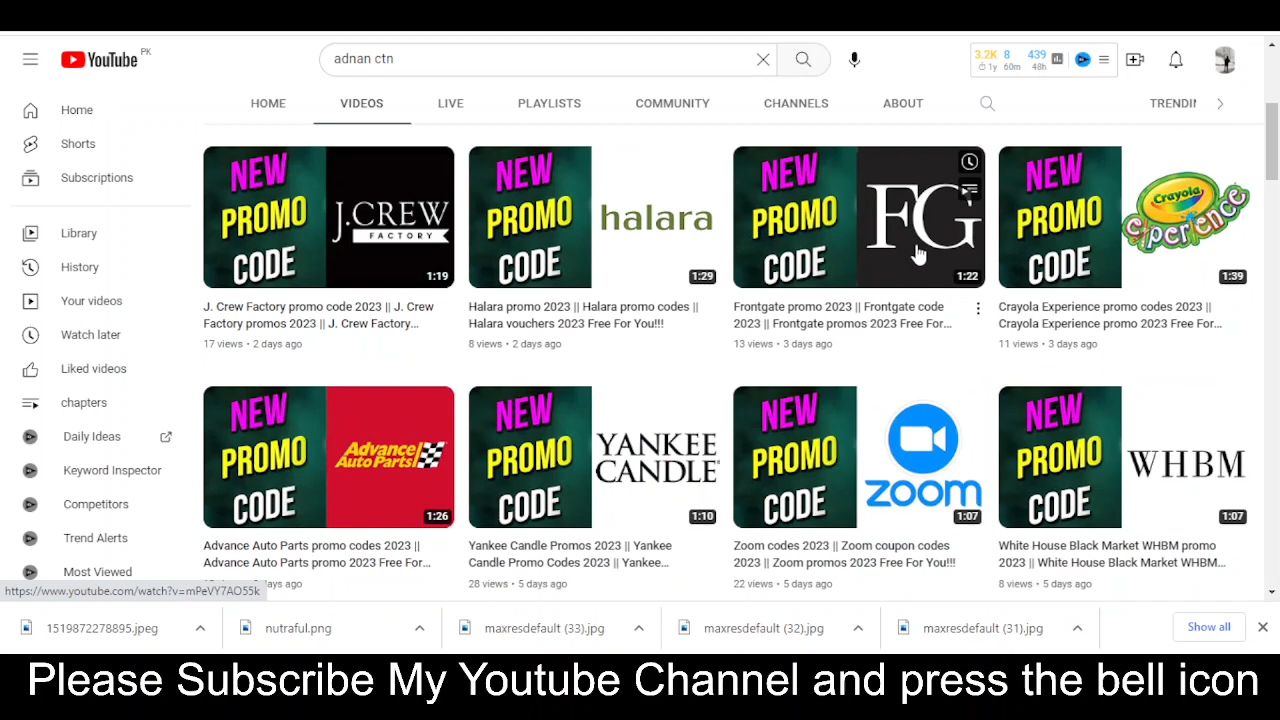 YouTube PK
adnan ctn
3.2K 8 439
1y 60m 48h
HOME VIDEOS LIVE PLAYLISTS COMMUNITY CHANNELS ABOUT TRENDIN
Home
Shorts
Subscriptions
Library
History
Your videos
Watch later
Liked videos
chapters
Daily Ideas
Keyword Inspector
Competitors
Trend Alerts
Most Viewed
NEW
PROMO
CODE
J.CREW
FACTORY
1:19
J. Crew Factory promo code 2023 || J. Crew
Factory promos 2023 || J. Crew Factory...
17 views • 2 days ago
NEW
PROMO
CODE
halara
1:29
Halara promo 2023 || Halara promo codes ||
Halara vouchers 2023 Free For You!!!
8 views • 2 days ago
NEW
PROMO
CODE
FG
1:22
Frontgate promo 2023 || Frontgate code
2023 || Frontgate promos 2023 Free For...
13 views • 3 days ago
NEW
PROMO
CODE
Crayola
experience
1:39
Crayola Experience promo codes 2023 ||
Crayola Experience promo 2023 Free For...
11 views • 3 days ago
NEW
PROMO
CODE
Advance
Auto Parts
1:26
Advance Auto Parts promo codes 2023 ||
Advance Auto Parts promo 2023 Free For...
days ago
NEW
PROMO
CODE
YANKEE
CANDLE
1:10
Yankee Candle Promos 2023 || Yankee
Candle Promo Codes 2023 || Yankee...
28 views • 5 days ago
NEW
PROMO
CODE
zoom
1:07
Zoom codes 2023 || Zoom coupon codes
2023 || Zoom promos 2023 Free For You!!!
22 views • 5 days ago
NEW
PROMO
CODE
WHBM
1:07
White House Black Market WHBM promo
2023 || White House Black Market WHBM...
8 views • 5 days ago
https://www.youtube.com/watch?v=mPeVY7AO55k
1519872278895.jpeg
nutraful.png
maxresdefault (33).jpg
maxresdefault (32).jpg
maxresdefault (31).jpg
Show all
Please Subscribe My Youtube Channel and press the bell icon